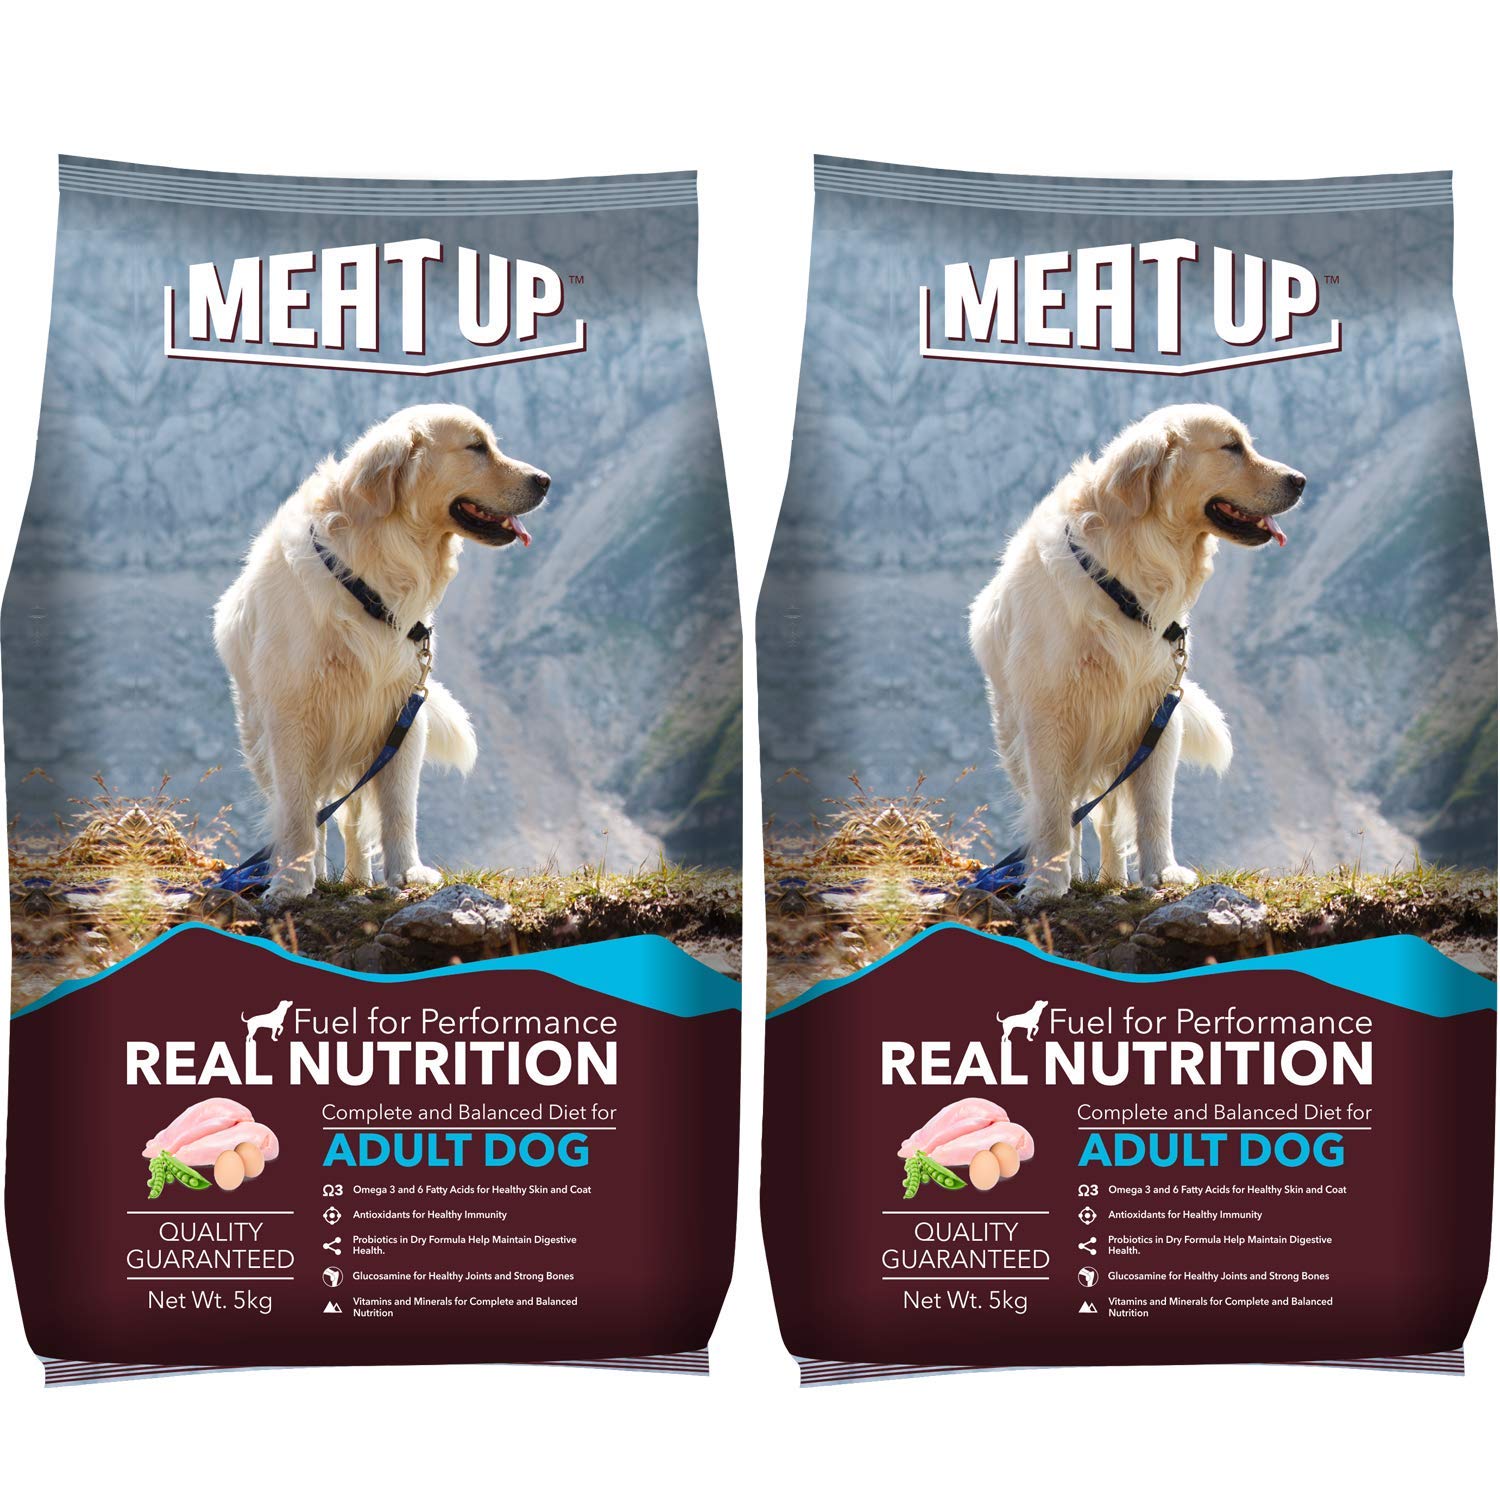 MEAT UP™
Fuel for Performance
REAL NUTRITION
Complete and Balanced Diet for
ADULT DOG
Ω3 Omega 3 and 6 Fatty Acids for Healthy Skin and Coat
Antioxidants for Healthy Immunity
Probiotics in Dry Formula Help Maintain Digestive
Health.
Glucosamine for Healthy Joints and Strong Bones
Vitamins and Minerals for Complete and Balanced
Nutrition
QUALITY
GUARANTEED
Net Wt. 5kg
MEAT UP™
Fuel for Performance
REAL NUTRITION
Complete and Balanced Diet for
ADULT DOG
Ω3 Omega 3 and 6 Fatty Acids for Healthy Skin and Coat
Antioxidants for Healthy Immunity
Probiotics in Dry Formula Help Maintain Digestive
Health.
Glucosamine for Healthy Joints and Strong Bones
Vitamins and Minerals for Complete and Balanced
Nutrition
QUALITY
GUARANTEED
Net Wt. 5kg